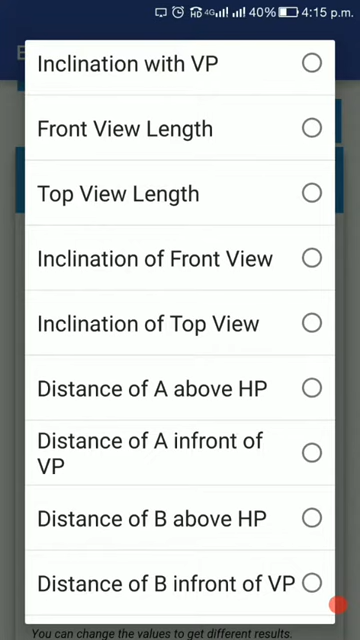 HD 4G 40% 4:15 p.m.
Inclination with VP
Front View Length
Top View Length
Inclination of Front View
Inclination of Top View
Distance of A above HP
Distance of A infront of
VP
Distance of B above HP
Distance of B infront of VP
You can change the values to get different results.